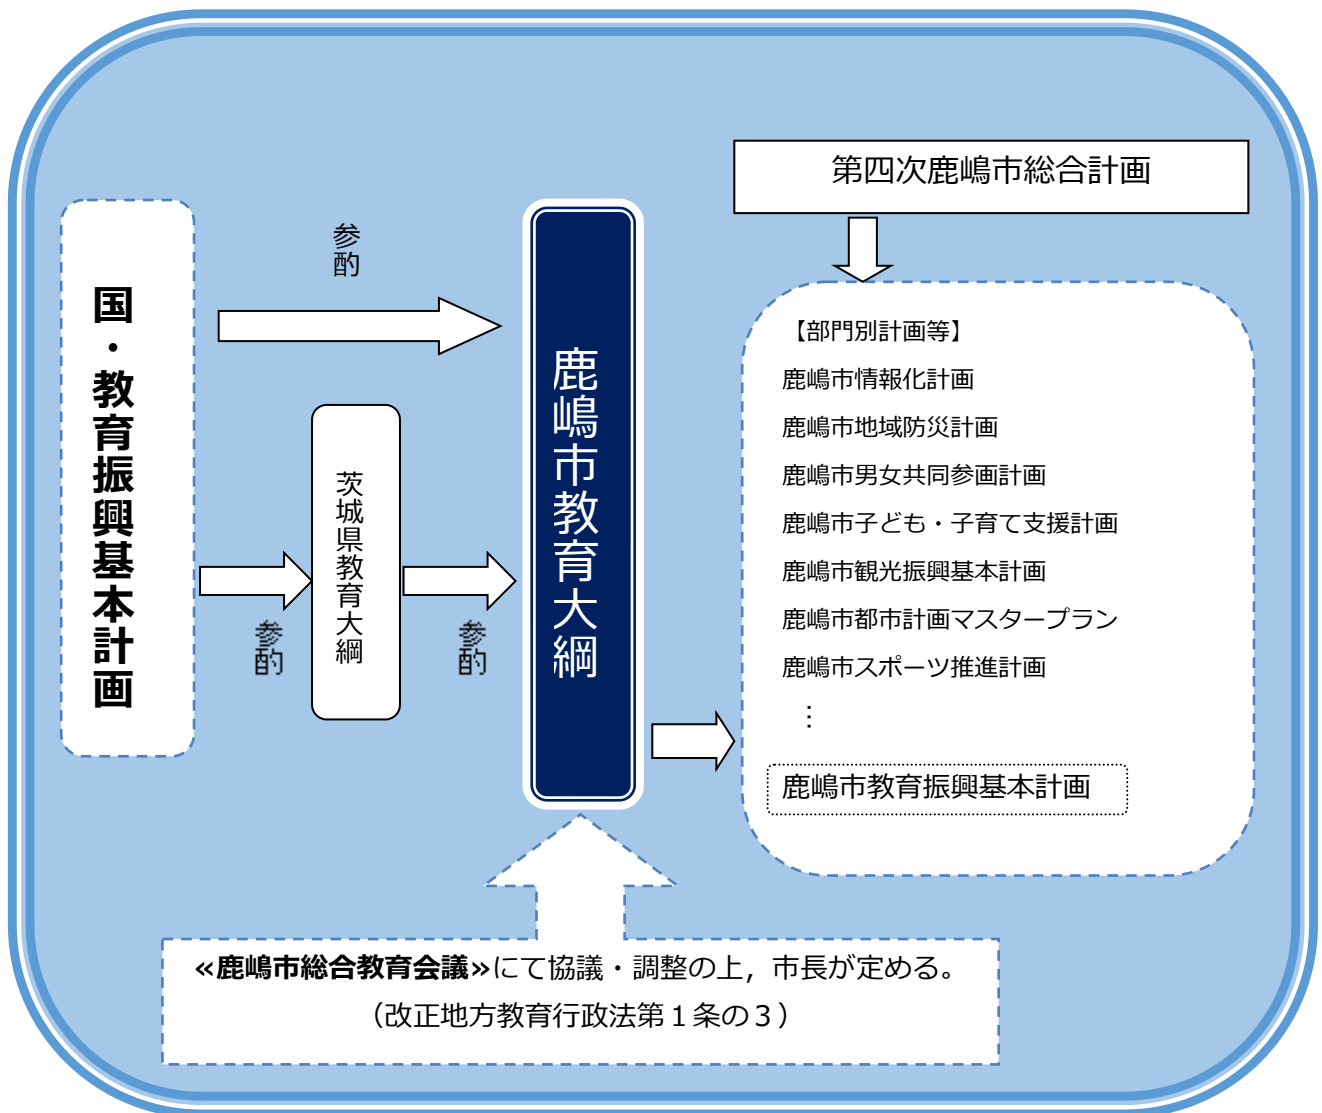 第四次鹿嶋市総合計画
国・教育振興基本計画
参酌
参酌
茨城県教育大綱
参酌
鹿嶋市教育大綱
【部門別計画等】
鹿嶋市情報化計画
鹿嶋市地域防災計画
鹿嶋市男女共同参画計画
鹿嶋市子ども・子育て支援計画
鹿嶋市観光振興基本計画
鹿嶋市都市計画マスタープラン
鹿嶋市スポーツ推進計画
⋮
鹿嶋市教育振興基本計画
«鹿嶋市総合教育会議»にて協議・調整の上，市長が定める。
（改正地方教育行政法第１条の３）